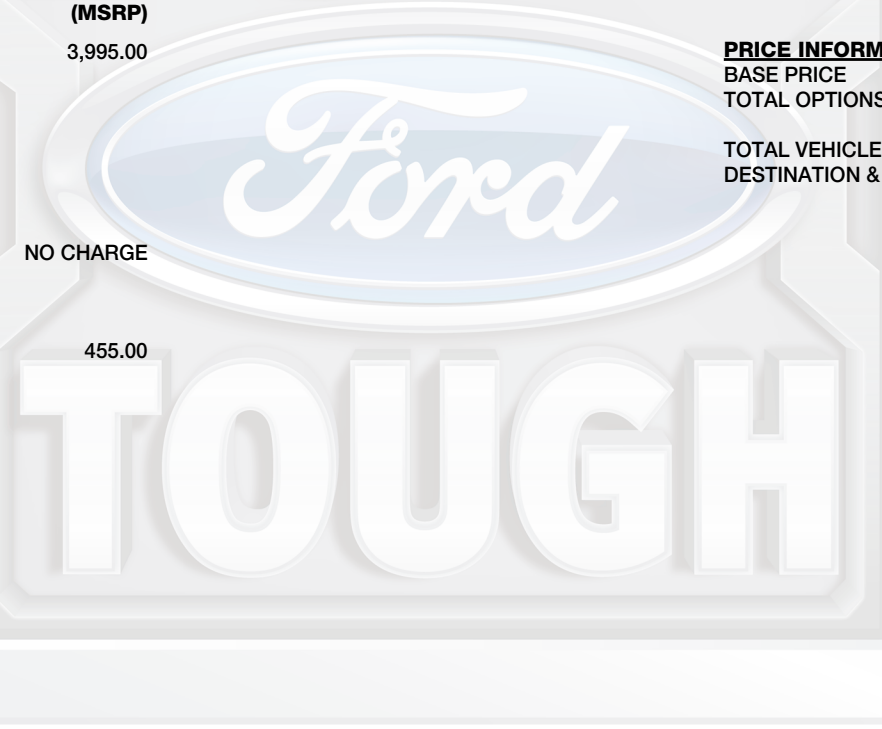 (MSRP)
3,995.00
NO CHARGE
455.00
PRICE INFORM
BASE PRICE
TOTAL OPTIONS
TOTAL VEHICLE
DESTINATION &
Ford
TOUGH